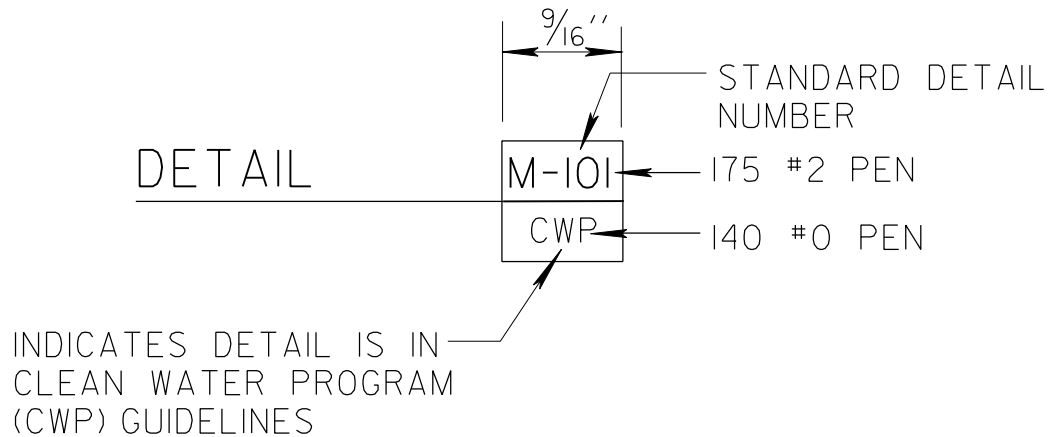 9/16''
STANDARD DETAIL
NUMBER
DETAIL
M-101
175 #2 PEN
CWP
140 #0 PEN
INDICATES DETAIL IS IN
CLEAN WATER PROGRAM
(CWP) GUIDELINES